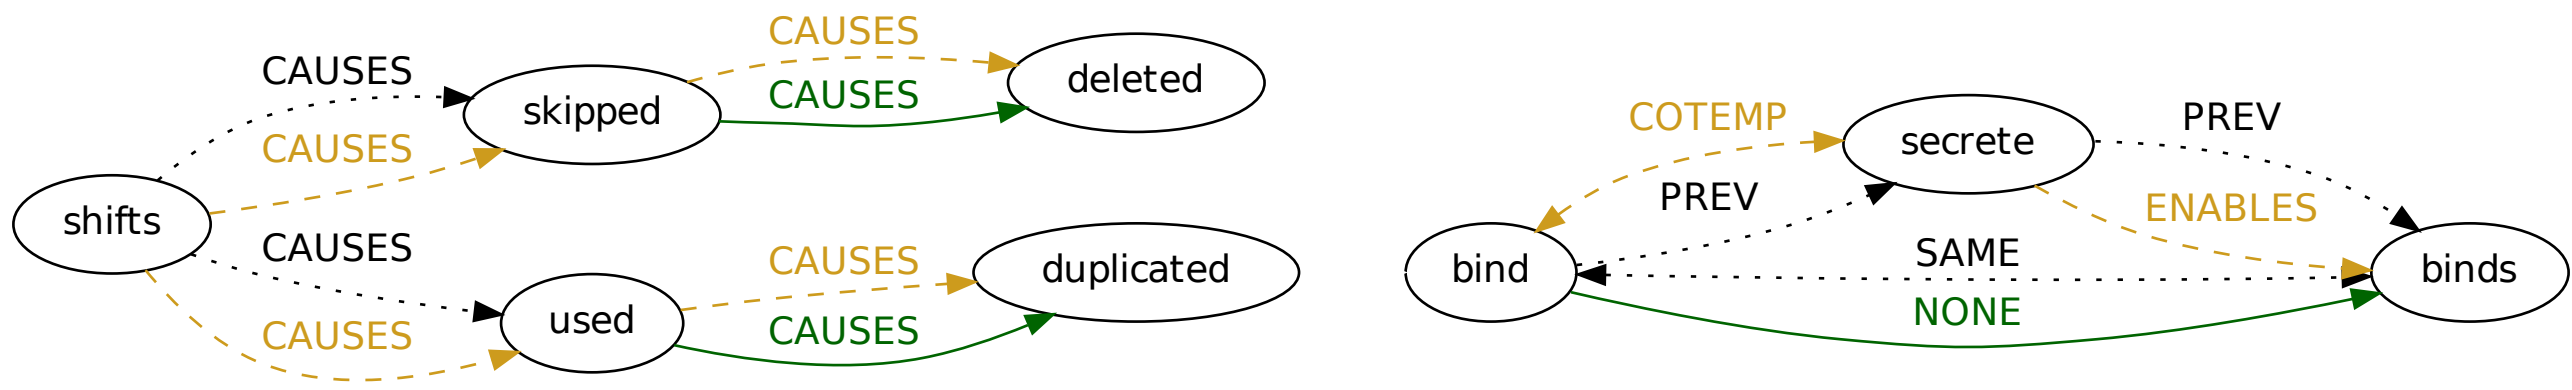 CAUSES
CAUSES
deleted
CAUSES
skipped
CAUSES
shifts
CAUSES
CAUSES
duplicated
used
CAUSES
CAUSES
COTEMP
PREV
secrete
PREV
ENABLES
SAME
bind
binds
NONE